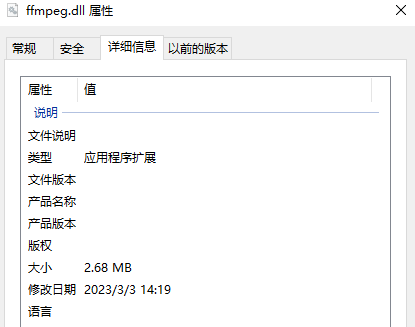 ffmpeg.dll 属性
常规 安全 详细信息 以前的版本
属性 值
说明
文件说明
类型 应用程序扩展
文件版本
产品名称
产品版本
版权
大小 2.68 MB
修改日期 2023/3/3 14:19
语言